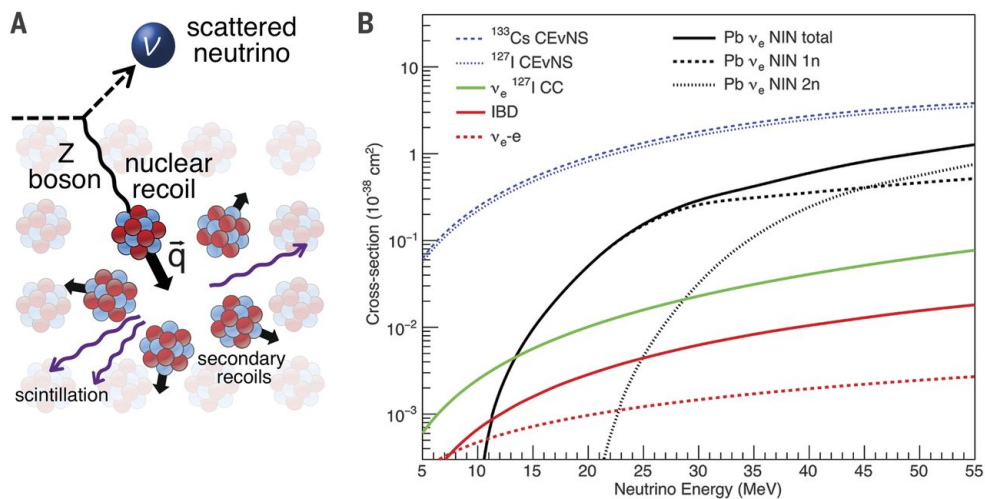 A
scattered
neutrino
ν
Z
boson
nuclear
recoil
q⃗
secondary
recoils
scintillation
B
Cross-section (10⁻³⁸ cm²)
10
1
10⁻¹
10⁻²
10⁻³
¹³³Cs CEνNS
¹²⁷I CEνNS
νₑ ¹²⁷I CC
IBD
νₑ-e
Pb νₑ NIN total
Pb νₑ NIN 1n
Pb νₑ NIN 2n
5 10 15 20 25 30 35 40 45 50 55
Neutrino Energy (MeV)